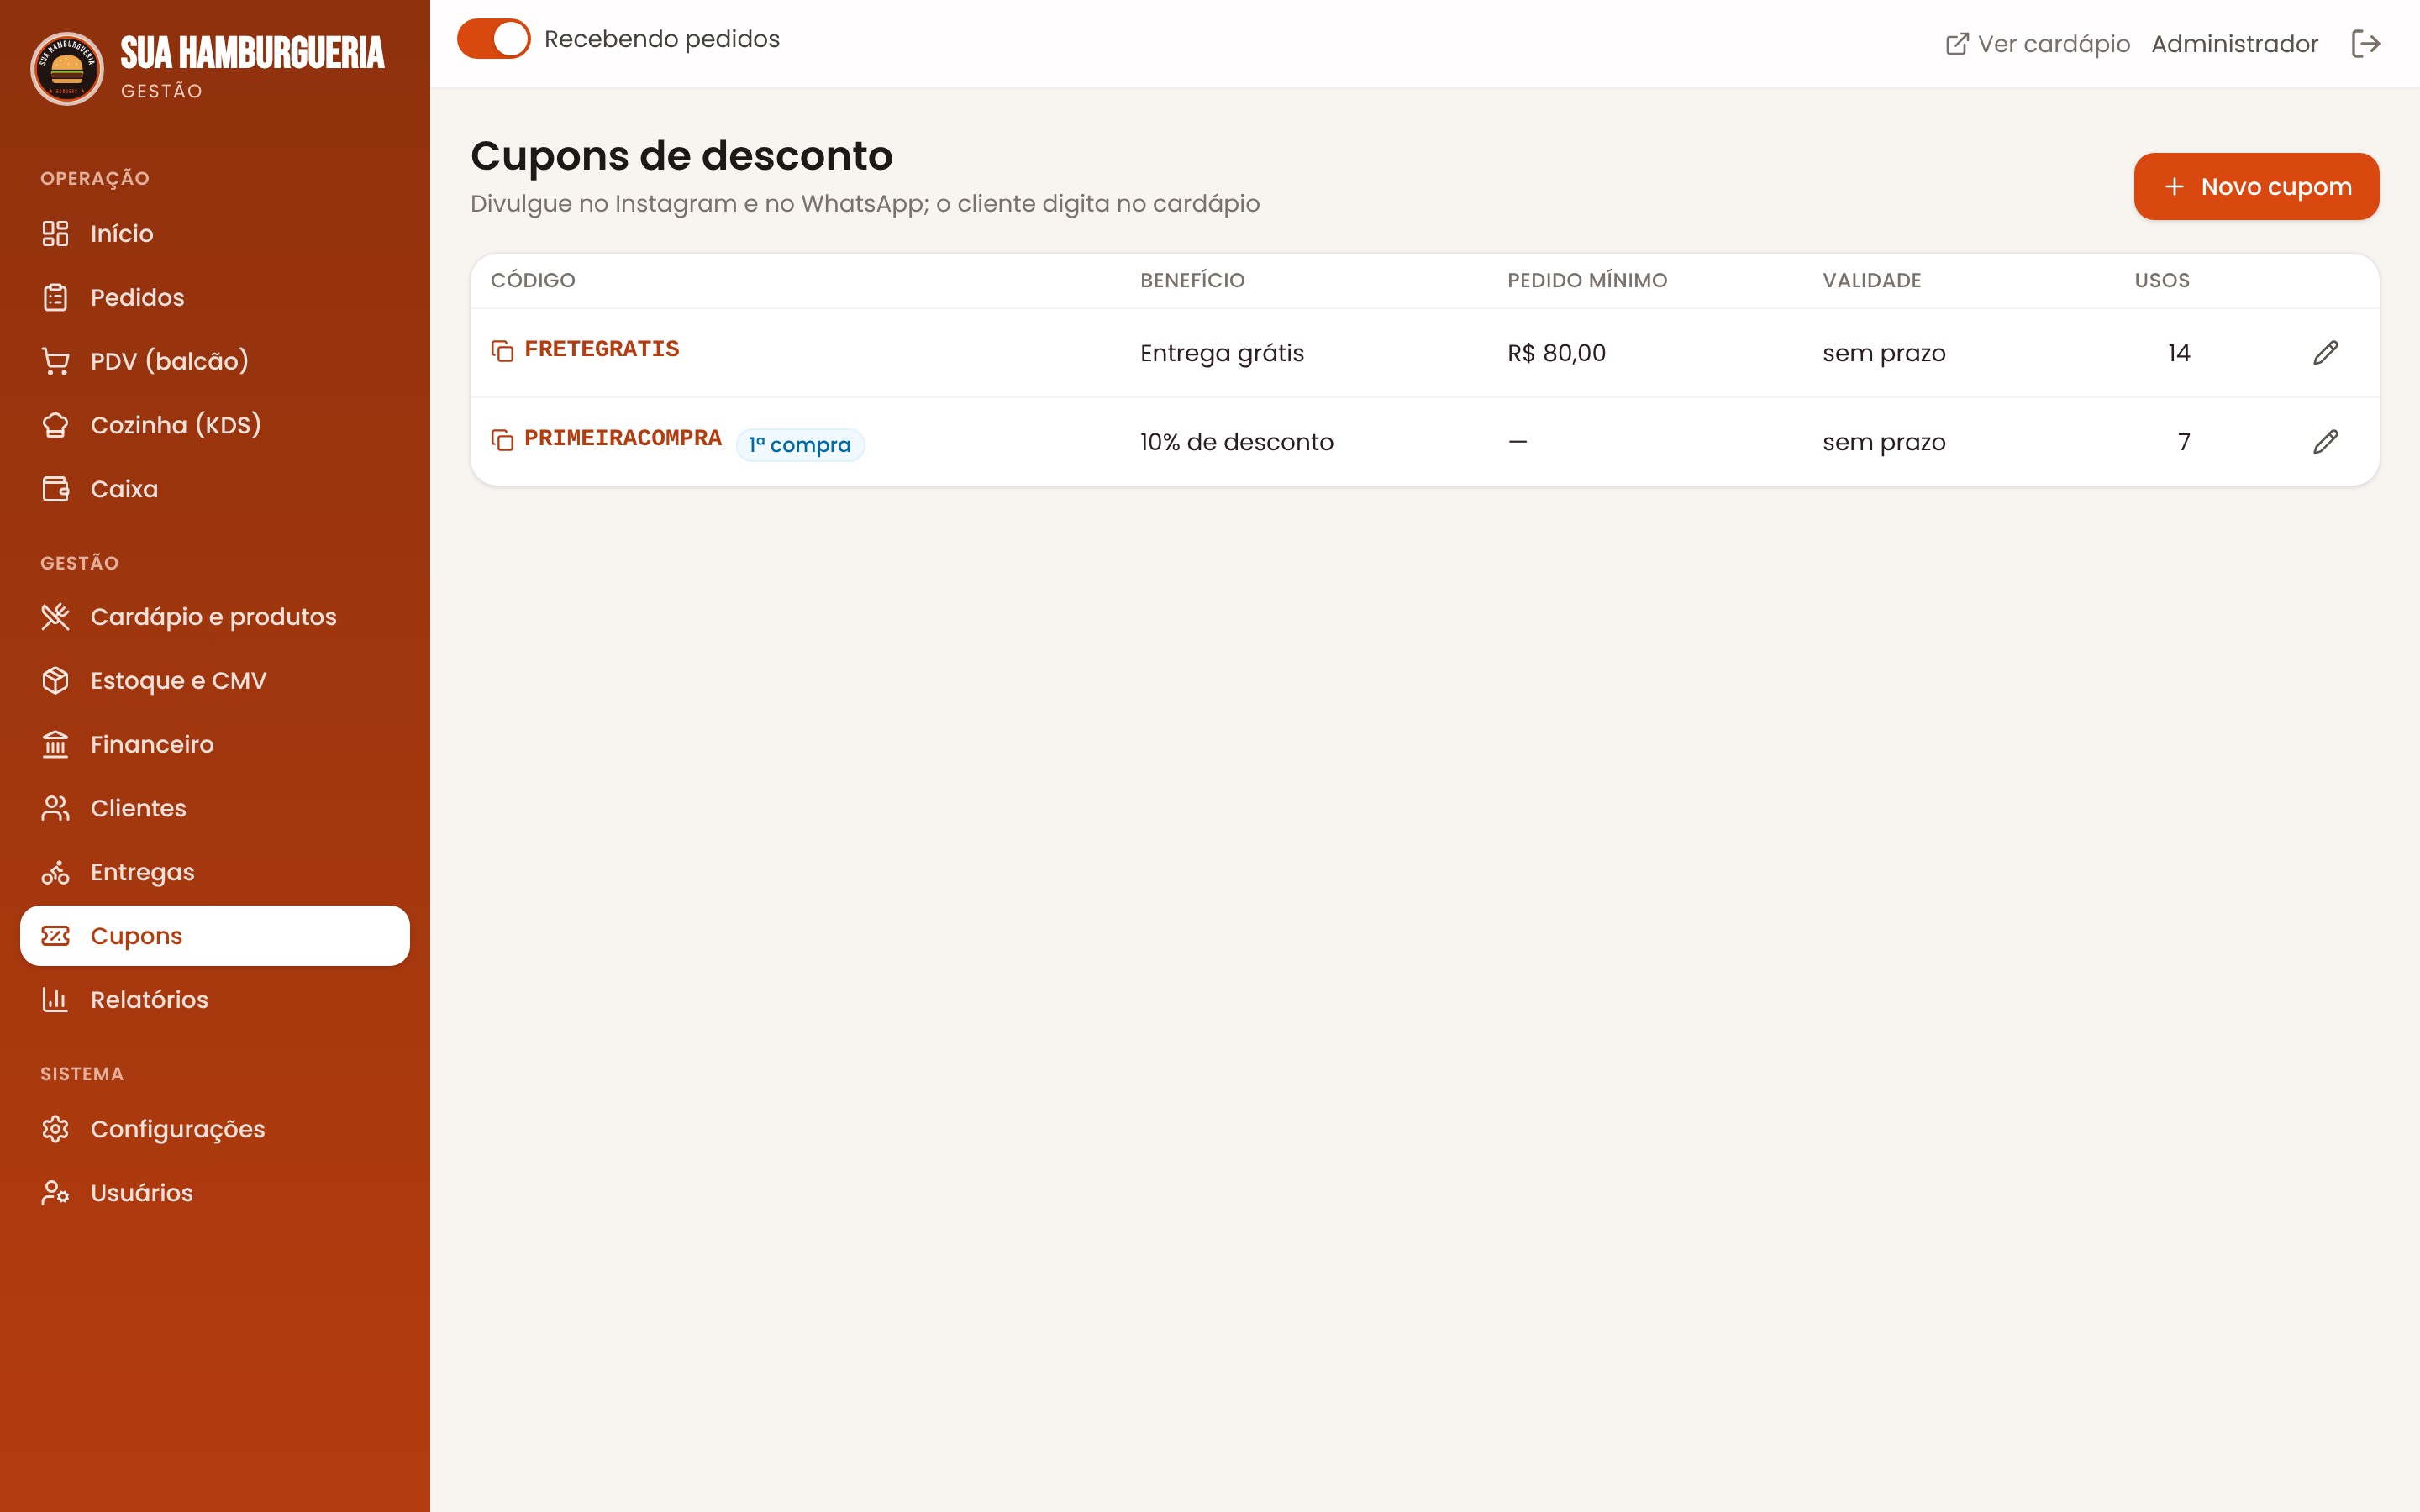 SUA HAMBURGUERIA
SUA HAMBURGUERIA
GESTÃO
OPERAÇÃO
Início
Pedidos
PDV (balcão)
Cozinha (KDS)
Caixa
GESTÃO
Cardápio e produtos
Estoque e CMV
Financeiro
Clientes
Entregas
Cupons
Relatórios
SISTEMA
Configurações
Usuários
Recebendo pedidos
Ver cardápio Administrador
Cupons de desconto
Divulgue no Instagram e no WhatsApp; o cliente digita no cardápio
+ Novo cupom
CÓDIGO BENEFÍCIO PEDIDO MÍNIMO VALIDADE USOS
FRETEGRATIS Entrega grátis R$ 80,00 sem prazo 14
PRIMEIRACOMPRA 1ª compra 10% de desconto — sem prazo 7